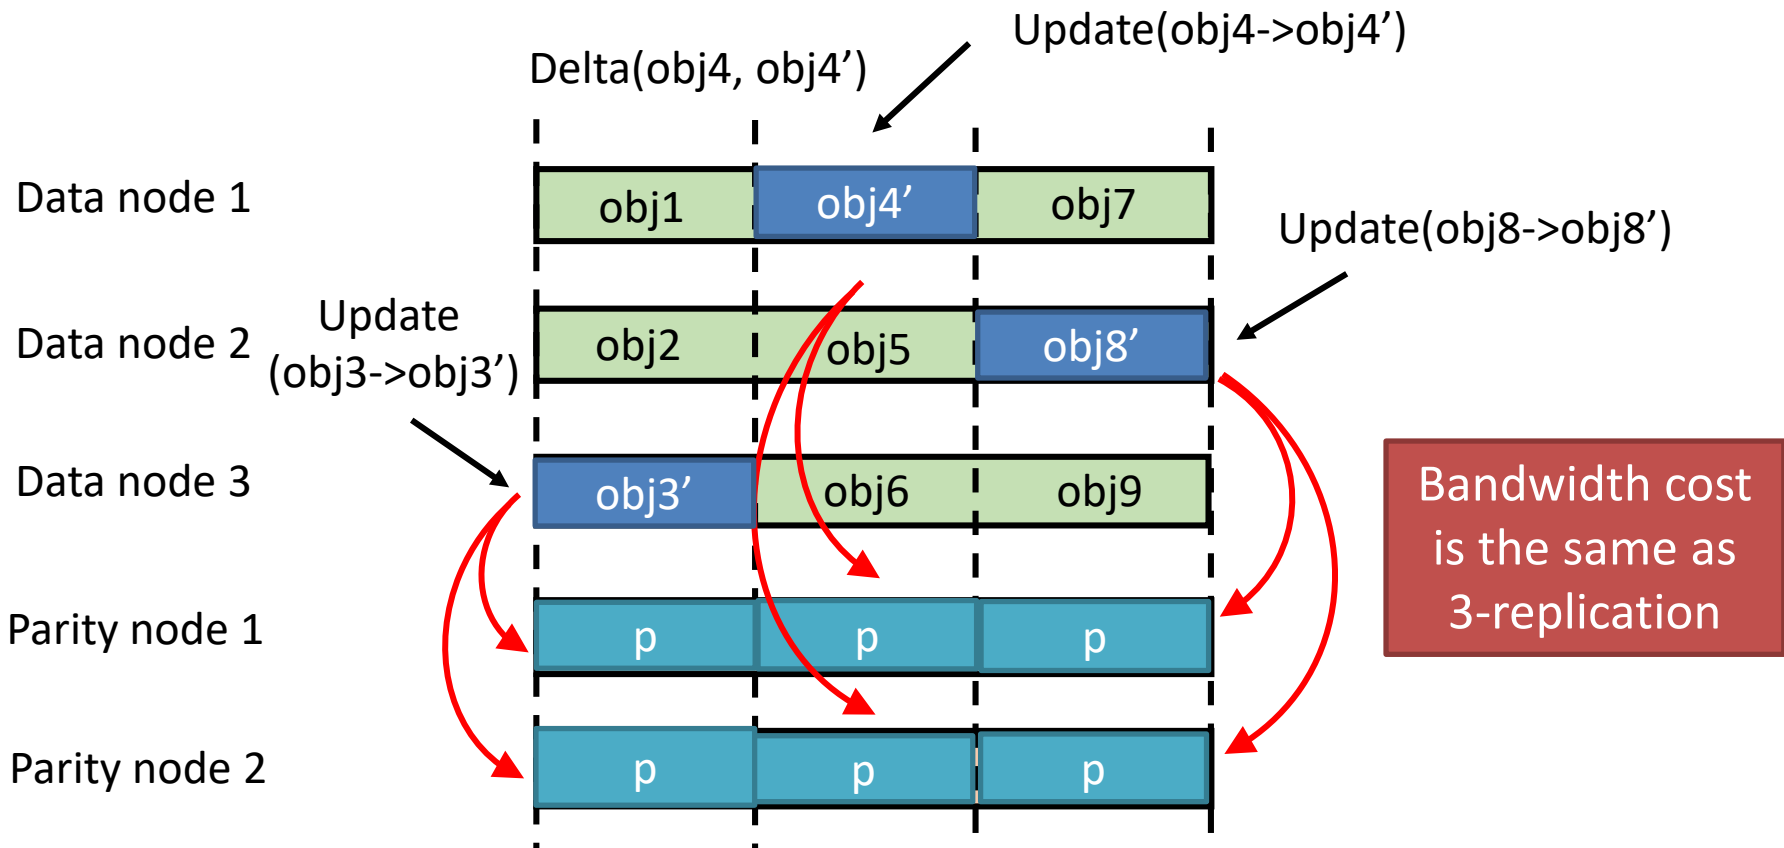 Update(obj4->obj4’)
Delta(obj4, obj4’)
Data node 1
obj1
obj4’
obj7
Update(obj8->obj8’)
Update
(obj3->obj3’)
Data node 2
obj2
obj5
obj8’
Data node 3
obj3’
obj6
obj9
Bandwidth cost
is the same as
3-replication
Parity node 1
p
p
p
Parity node 2
p
p
p